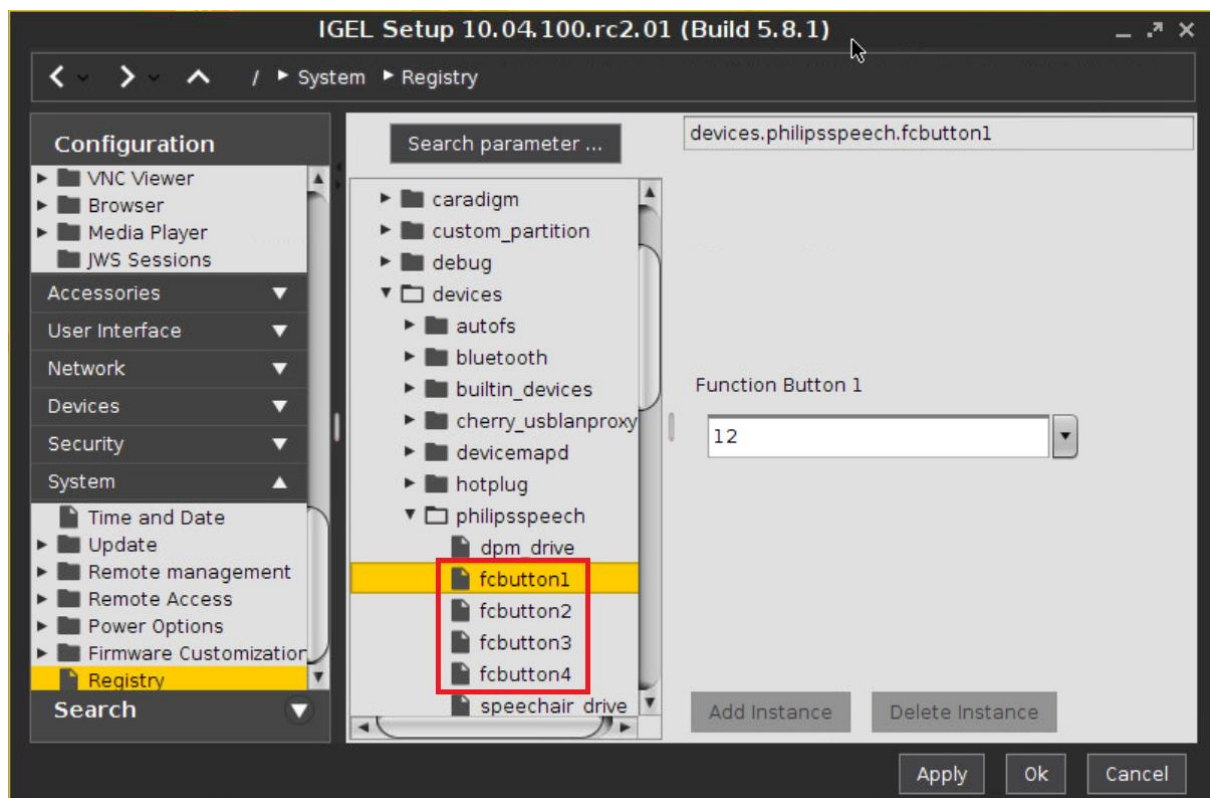 IGEL Setup 10.04.100.rc2.01 (Build 5.8.1)
/ System Registry
Configuration
VNC Viewer
Browser
Media Player
JWS Sessions
Accessories
User Interface
Network
Devices
Security
System
Time and Date
Update
Remote management
Remote Access
Power Options
Firmware Customization
Registry
Search
Search parameter ...
caradigm
custom_partition
debug
devices
autofs
bluetooth
builtin_devices
cherry_usblanproxy
devicemapd
hotplug
philipsspeech
dpm_drive
fcbutton1
fcbutton2
fcbutton3
fcbutton4
speechair_drive
devices.philipsspeech.fcbutton1
Function Button 1
12
Add Instance Delete Instance
Apply Ok Cancel